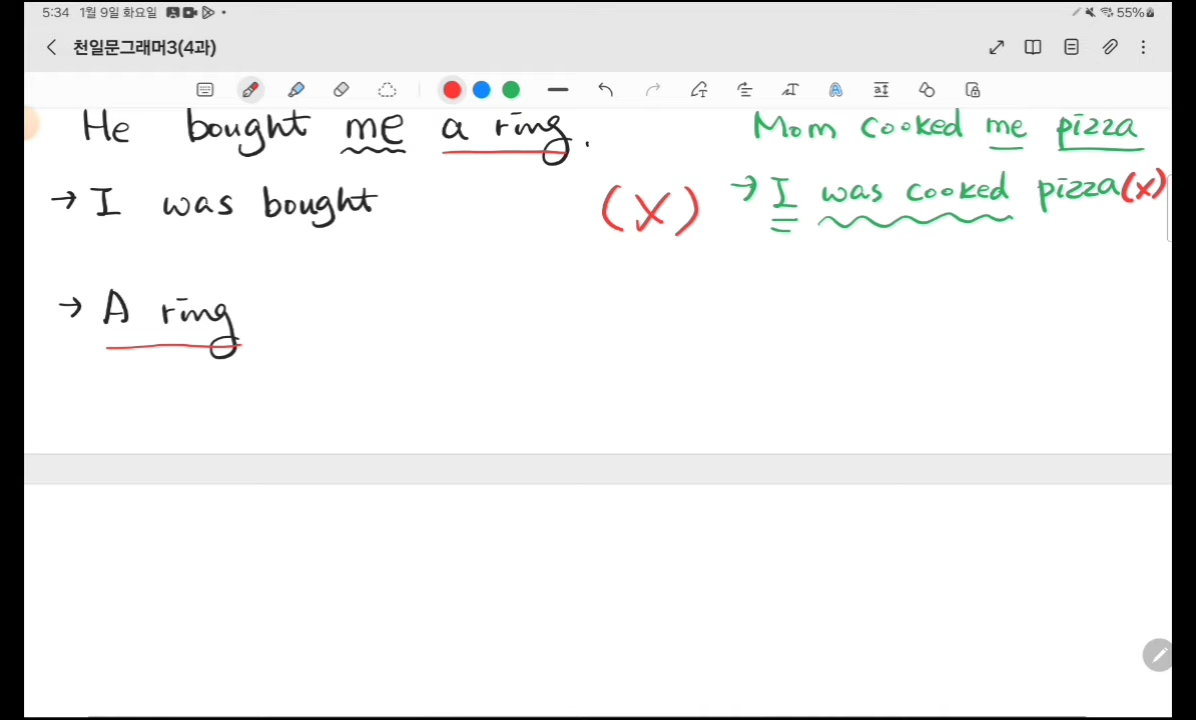 5:34 1월 9일 화요일
55%
천일문그래머3(4과)
He bought me a ring.
Mom cooked me pizza
→ I was bought (X)
→ I was cooked pizza(x)
→ A ring